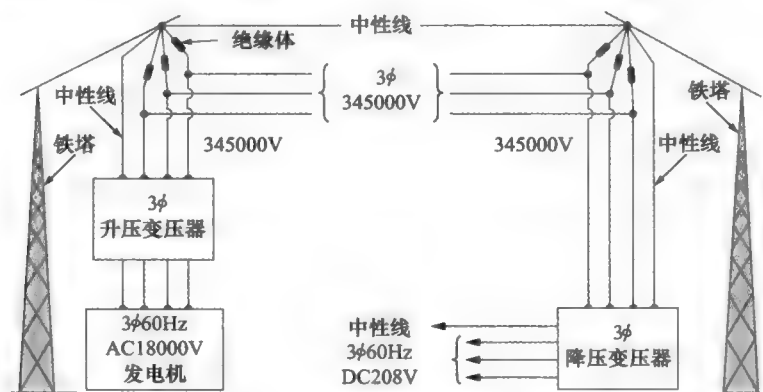 中性线
绝缘体
3ϕ
345000V
中性线
铁塔
345000V
345000V
铁塔
中性线
3ϕ
升压变压器
3ϕ60Hz
AC18000V
发电机
中性线
3ϕ60Hz
DC208V
3ϕ
降压变压器